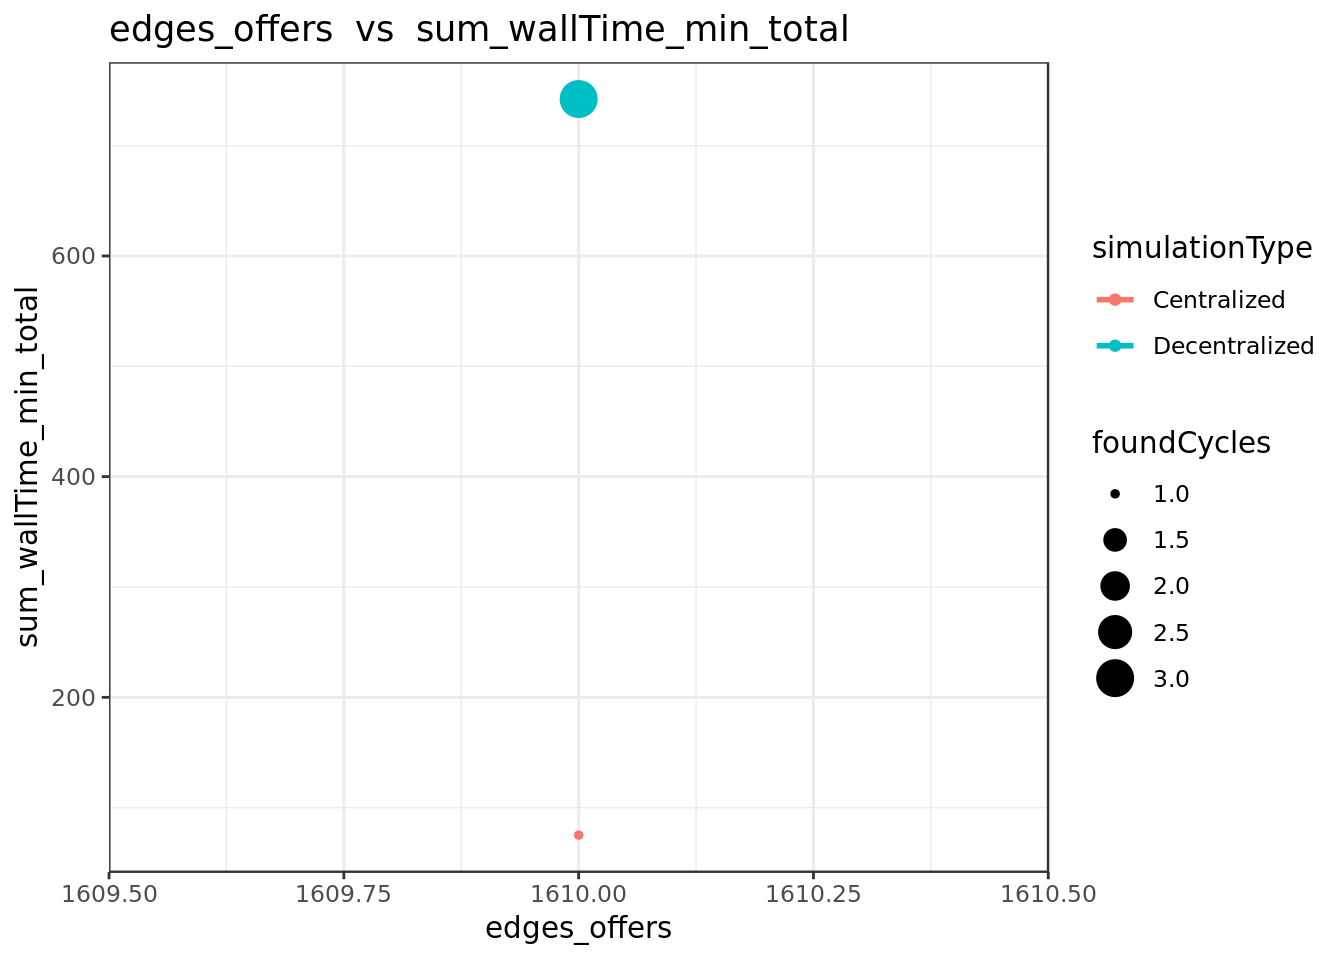 edges_offers vs sum_wallTime_min_total
sum_wallTime_min_total
600
400
200
1609.50 1609.75 1610.00 1610.25 1610.50
edges_offers
simulationType
Centralized
Decentralized
foundCycles
1.0
1.5
2.0
2.5
3.0